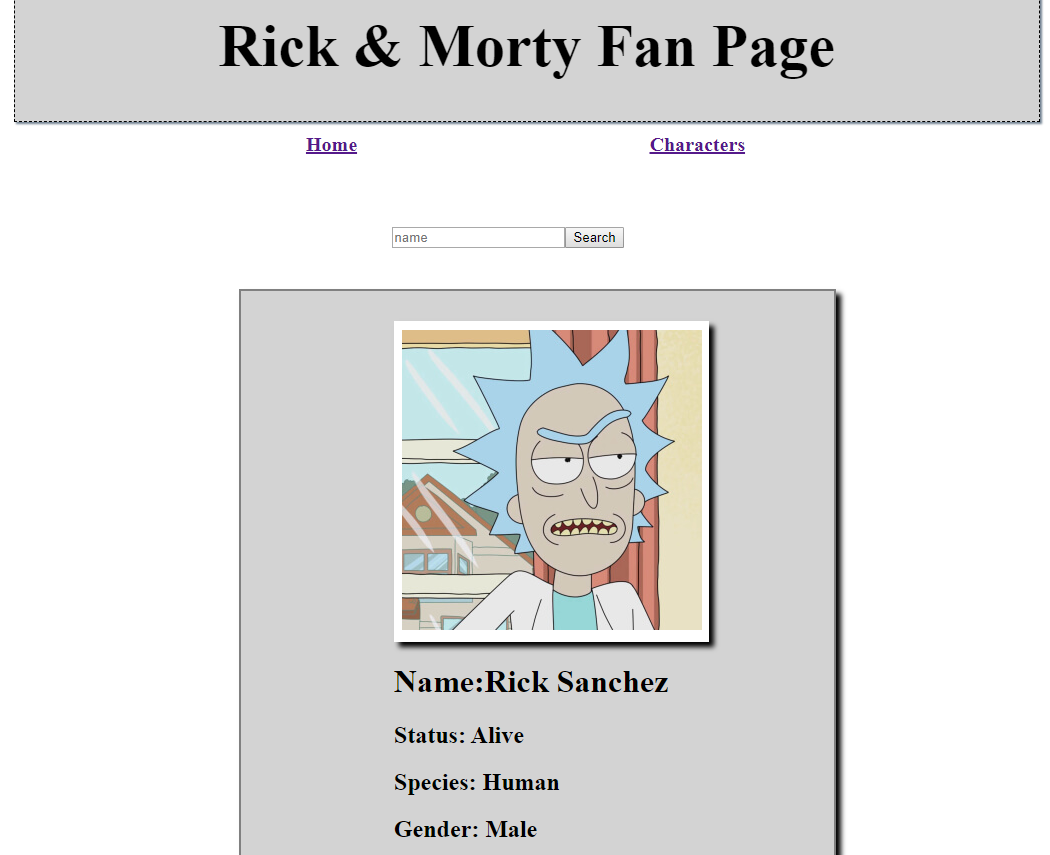 Rick & Morty Fan Page
Home Characters
name Search
Name:Rick Sanchez
Status: Alive
Species: Human
Gender: Male